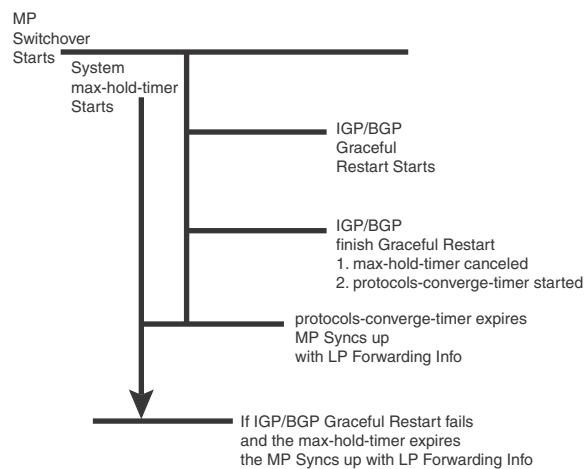 MP
Switchover
Starts
System
max-hold-timer
Starts
IGP/BGP
Graceful
Restart Starts
IGP/BGP
finish Graceful Restart
1. max-hold-timer canceled
2. protocols-converge-timer started
protocols-converge-timer expires
MP Syncs up
with LP Forwarding Info
If IGP/BGP Graceful Restart fails
and the max-hold-timer expires
the MP Syncs up with LP Forwarding Info